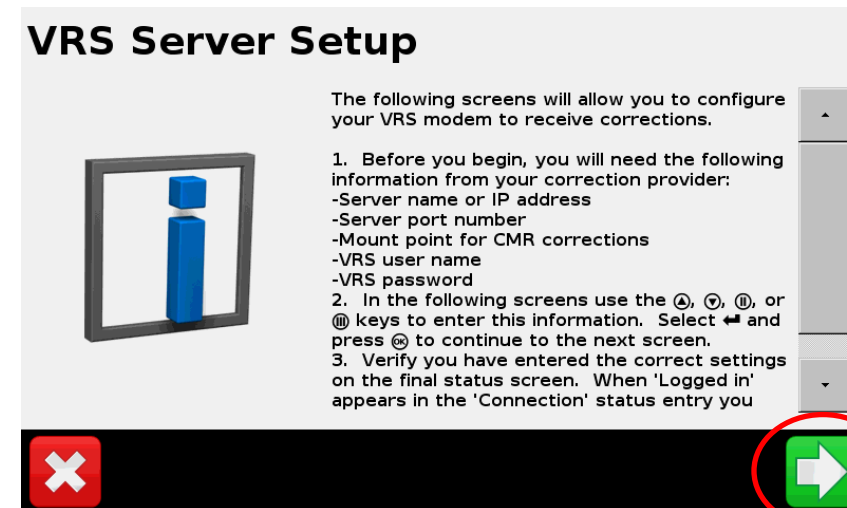 VRS Server Setup
The following screens will allow you to configure
your VRS modem to receive corrections.
1. Before you begin, you will need the following
information from your correction provider:
-Server name or IP address
-Server port number
-Mount point for CMR corrections
-VRS user name
-VRS password
2. In the following screens use the ▲, ▼, II, or
III keys to enter this information. Select ↵ and
press OK to continue to the next screen.
3. Verify you have entered the correct settings
on the final status screen. When 'Logged in'
appears in the 'Connection' status entry you